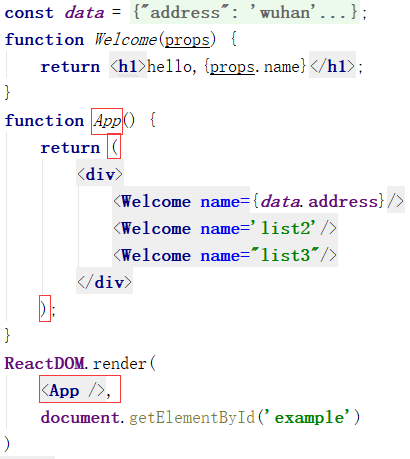 const data = {"address": 'wuhan'...};
function Welcome(props) {
    return <h1>hello,{props.name}</h1>;
}
function App() {
    return (
        <div>
            <Welcome name={data.address}/>
            <Welcome name='list2'/>
            <Welcome name="list3"/>
        </div>
    );
}
ReactDOM.render(
    <App />,
    document.getElementById('example')
)